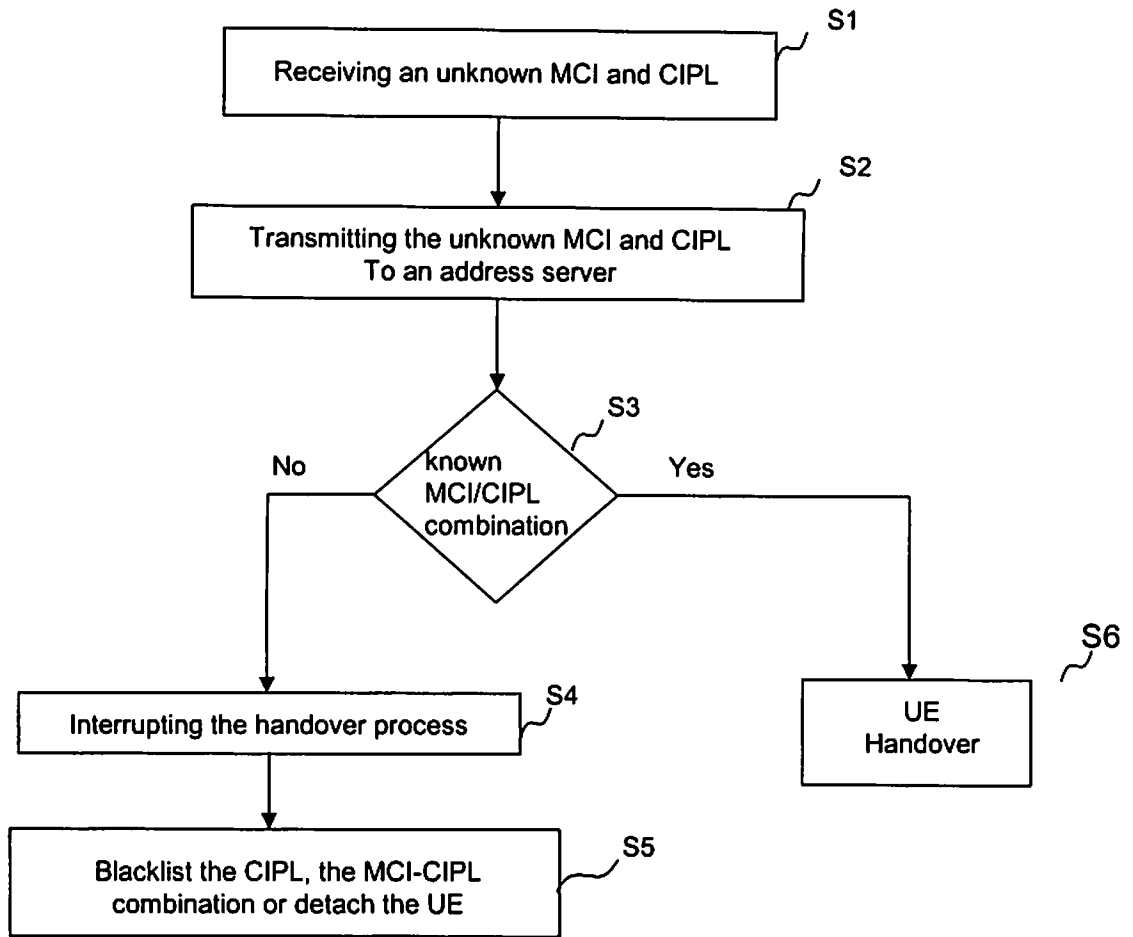 S1
Receiving an unknown MCI and CIPL
S2
Transmitting the unknown MCI and CIPL
To an address server
S3
No
known
MCI/CIPL
combination
Yes
S4
Interrupting the handover process
S6
UE
Handover
S5
Blacklist the CIPL, the MCI-CIPL
combination or detach the UE